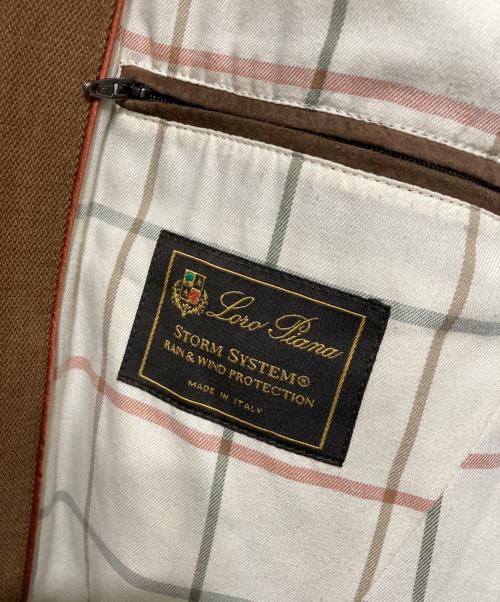 Loro Piana
STORM SYSTEM®
RAIN & WIND PROTECTION
MADE IN ITALY